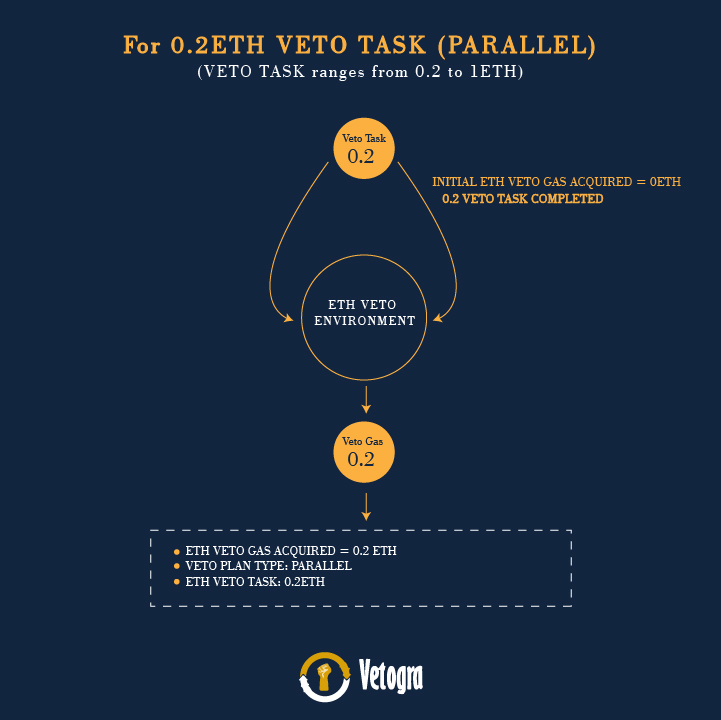 For 0.2ETH VETO TASK (PARALLEL)
(VETO TASK ranges from 0.2 to 1ETH)
Veto Task
0.2
INITIAL ETH VETO GAS ACQUIRED = 0ETH
0.2 VETO TASK COMPLETED
ETH VETO
ENVIRONMENT
Veto Gas
0.2
ETH VETO GAS ACQUIRED = 0.2 ETH
VETO PLAN TYPE: PARALLEL
ETH VETO TASK: 0.2ETH
Vetogra